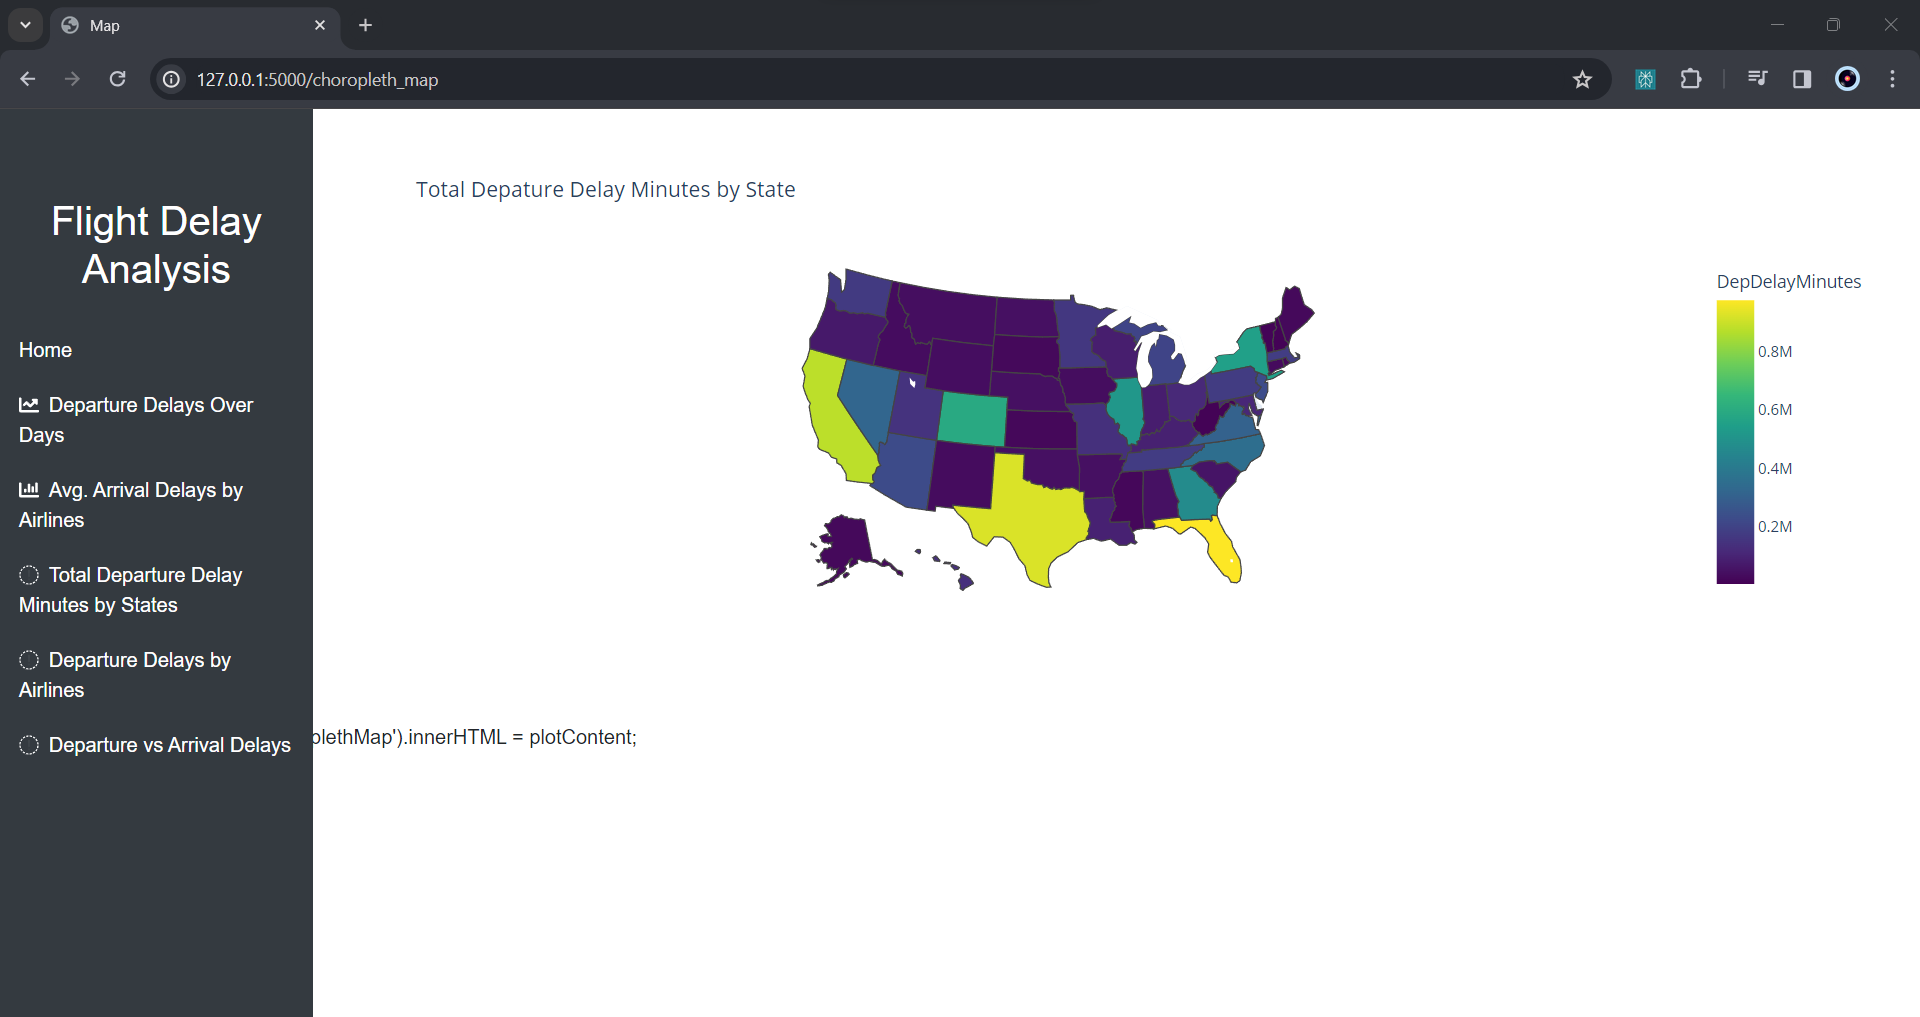 Map
127.0.0.1:5000/choropleth_map
Flight Delay
Analysis
Home
Departure Delays Over
Days
Avg. Arrival Delays by
Airlines
Total Departure Delay
Minutes by States
Departure Delays by
Airlines
Departure vs Arrival Delays
Total Depature Delay Minutes by State
DepDelayMinutes
0.8M
0.6M
0.4M
0.2M
plethMap').innerHTML = plotContent;